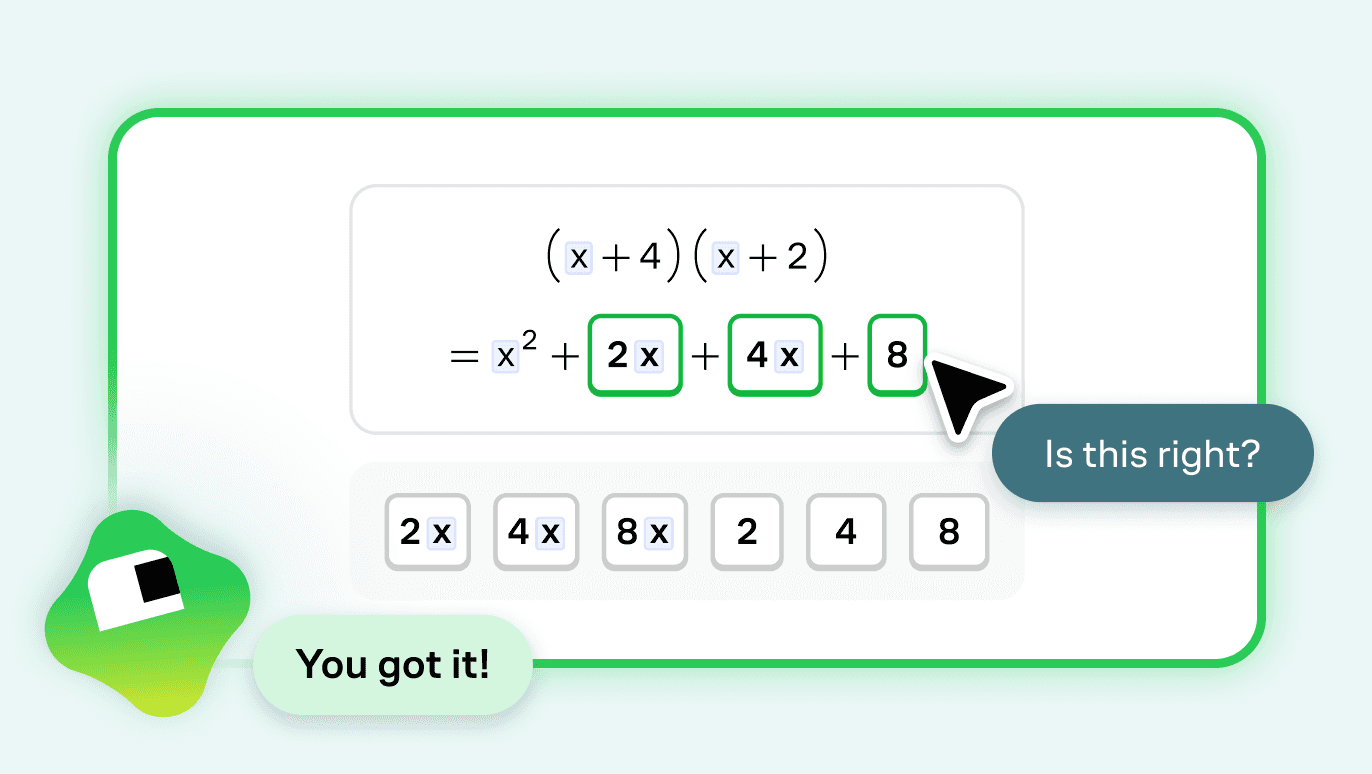 (x + 4)(x + 2)
= x² + 2x + 4x + 8
Is this right?
2x 4x 8x 2 4 8
You got it!